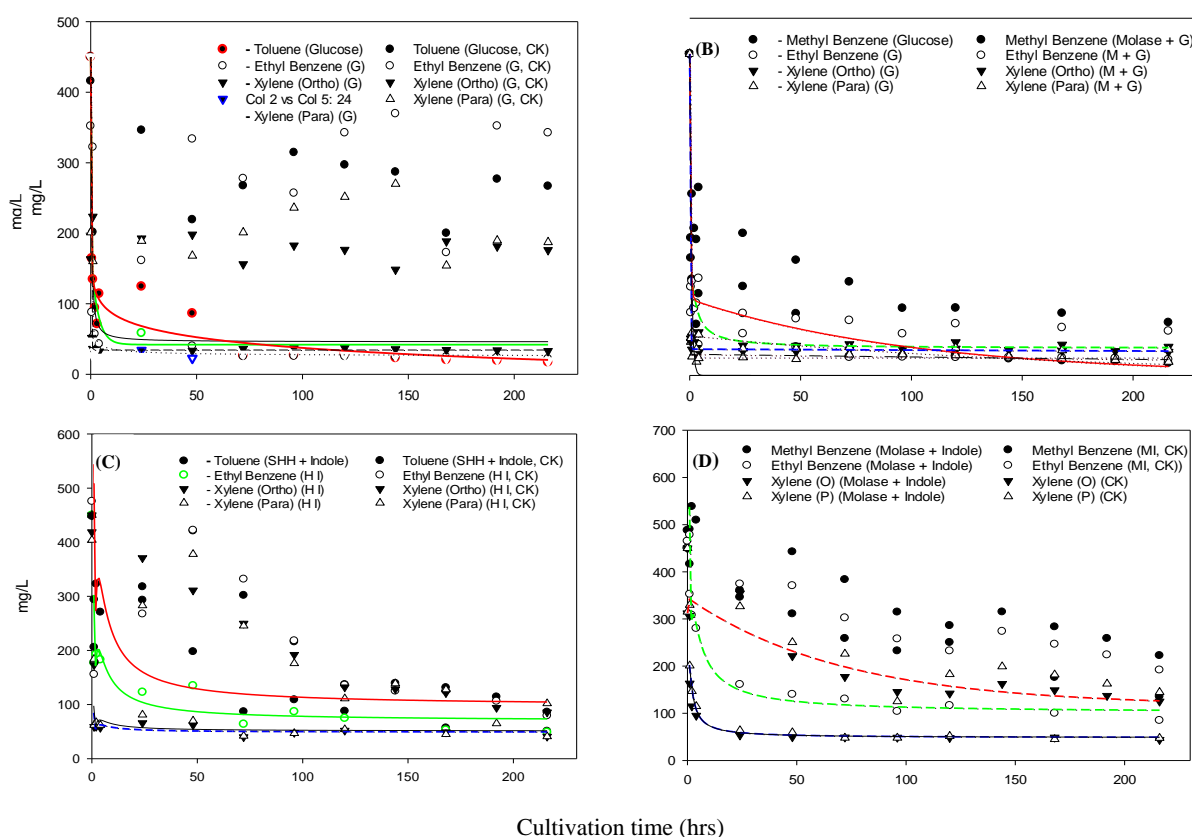 500
400
300
200
100
0
0 50 100 150 200
mg/L
mg/L
- Toluene (Glucose)
- Ethyl Benzene (G)
- Xylene (Ortho) (G)
Col 2 vs Col 5: 24
- Xylene (Para) (G)
Toluene (Glucose, CK)
Ethyl Benzene (G, CK)
Xylene (Ortho) (G, CK)
Xylene (Para) (G, CK)
(B)
- Methyl Benzene (Glucose)
- Ethyl Benzene (G)
- Xylene (Ortho) (G)
- Xylene (Para) (G)
Methyl Benzene (Molase + G)
Ethyl Benzene (M + G)
Xylene (Ortho) (M + G)
Xylene (Para) (M + G)
0 50 100 150 200
600
500
400
300
200
100
0
mg/L
(C)
- Toluene (SHH + Indole)
- Ethyl Benzene (H I)
- Xylene (Ortho) (H I)
- Xylene (Para) (H I)
Toluene (SHH + Indole, CK)
Ethyl Benzene (H I, CK)
Xylene (Ortho) (H I, CK)
Xylene (Para) (H I, CK)
0 50 100 150 200
700
600
500
400
300
200
100
0
(D)
Methyl Benzene (Molase + Indole)
Ethyl Benzene (Molase + Indole)
Xylene (O) (Molase + Indole)
Xylene (P) (Molase + Indole)
Methyl Benzene (MI, CK)
Ethyl Benzene (MI, CK))
Xylene (O) (CK)
Xylene (P) (CK)
0 50 100 150 200
Cultivation time (hrs)